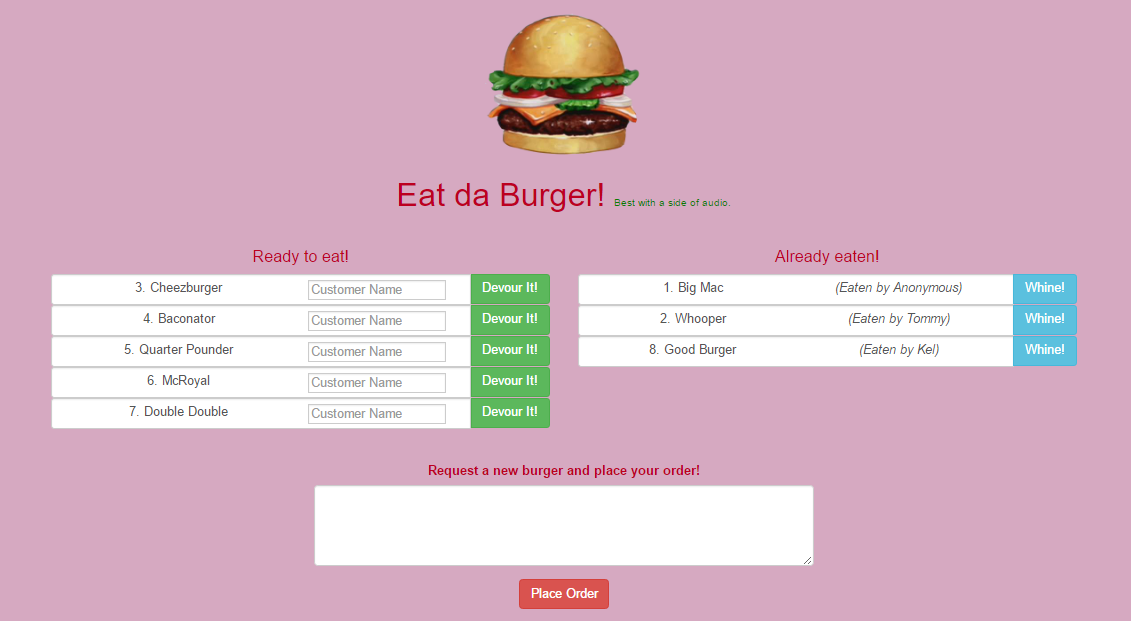 Eat da Burger! Best with a side of audio.
Ready to eat!
3. Cheezburger Customer Name Devour It!
4. Baconator Customer Name Devour It!
5. Quarter Pounder Customer Name Devour It!
6. McRoyal Customer Name Devour It!
7. Double Double Customer Name Devour It!
Already eaten!
1. Big Mac (Eaten by Anonymous) Whine!
2. Whooper (Eaten by Tommy) Whine!
8. Good Burger (Eaten by Kel) Whine!
Request a new burger and place your order!
Place Order